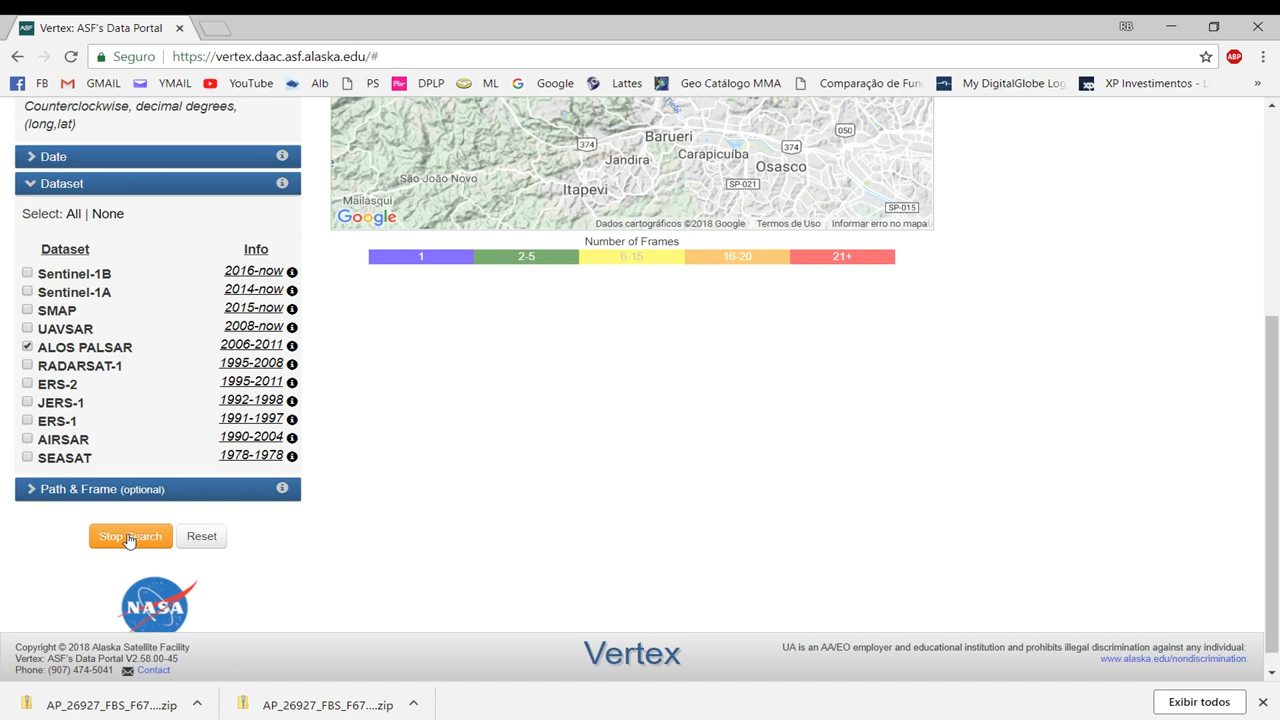 Vertex: ASF's Data Portal
RB
Seguro https://vertex.daac.asf.alaska.edu/#
FB GMAIL YMAIL YouTube Alb PS DPLP ML Google Lattes Geo Catálogo MMA Comparação de Fun My DigitalGlobe Log XP Investimentos - L »
Counterclockwise, decimal degrees,
(long,lat)
Date
Dataset
Select: All | None
Dataset Info
Sentinel-1B 2016-now
Sentinel-1A 2014-now
SMAP 2015-now
UAVSAR 2008-now
ALOS PALSAR 2006-2011
RADARSAT-1 1995-2008
ERS-2 1995-2011
JERS-1 1992-1998
ERS-1 1991-1997
AIRSAR 1990-2004
SEASAT 1978-1978
Path & Frame (optional)
Stop Search Reset
NASA
374 Barueri 050
Jandira Carapicuíba 374
Osasco
São João Novo
Itapevi SP-021
Mailasqui
SP-015
Google Dados cartográficos ©2018 Google Termos de Uso Informar erro no mapa
Number of Frames
1 2-5 6-15 16-20 21+
Copyright © 2018 Alaska Satellite Facility
Vertex: ASF's Data Portal V2.58.00-45
Phone: (907) 474-5041 Contact
Vertex
UA is an AA/EO employer and educational institution and prohibits illegal discrimination against any individual:
www.alaska.edu/nondiscrimination.
AP_26927_FBS_F67....zip AP_26927_FBS_F67....zip Exibir todos